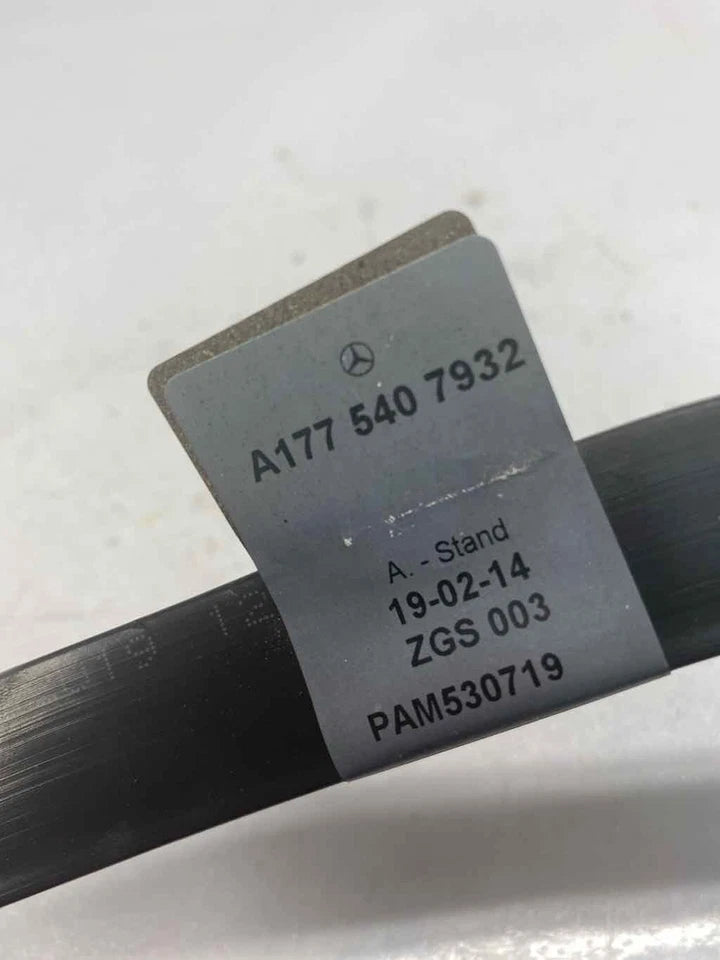 A177 540 7932
A. - Stand
19-02-14
ZGS 003
PAM530719